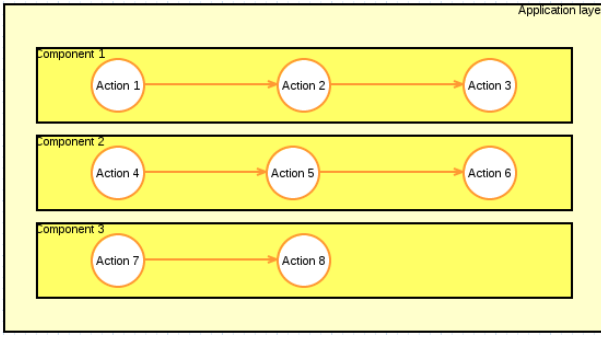 Application laye
Component 1
Action 1
Action 2
Action 3
Component 2
Action 4
Action 5
Action 6
Component 3
Action 7
Action 8